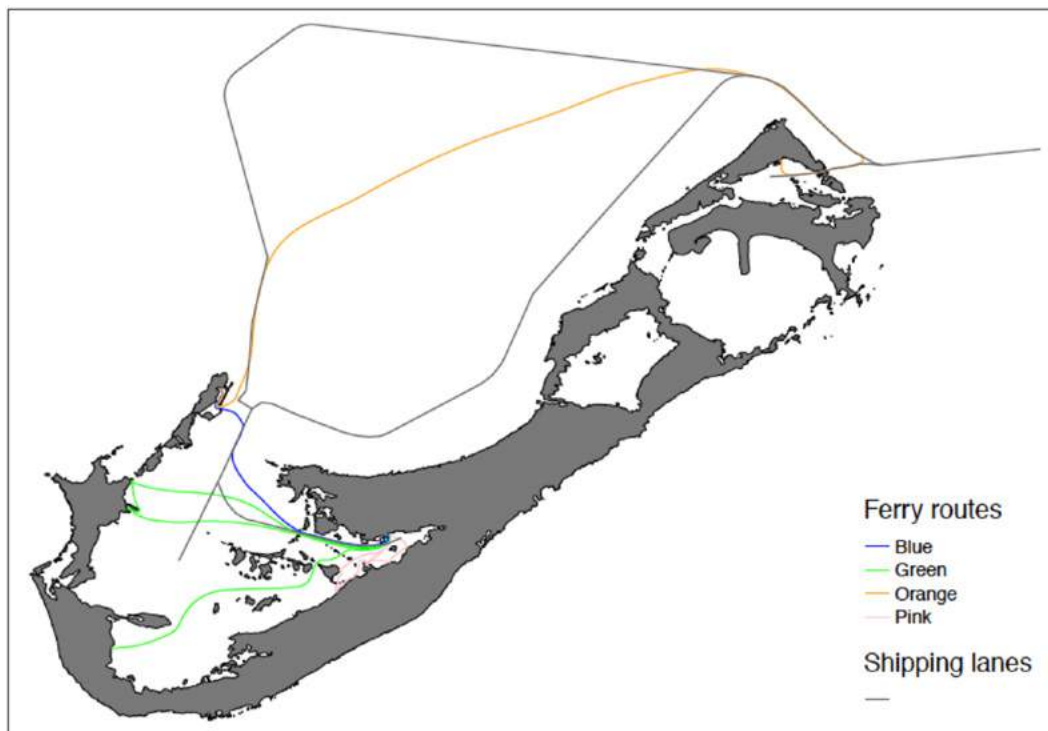 Ferry routes
Blue
Green
Orange
Pink
Shipping lanes